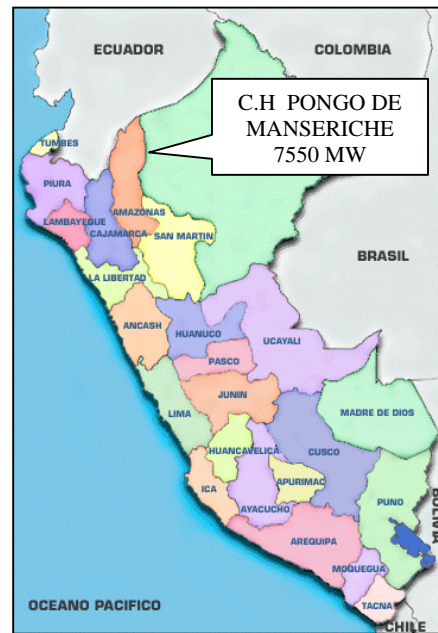 ECUADOR
COLOMBIA
C.H PONGO DE
MANSERICHE
7550 MW
TUMBES
PIURA
AMAZONAS
LAMBAYEQUE
CAJAMARCA
SAN MARTIN
BRASIL
LA LIBERTAD
ANCASH
HUANUCO
UCAYALI
PASCO
JUNIN
LIMA
MADRE DE DIOS
HUANCAVELICA
CUSCO
APURIMAC
ICA
PUNO
AYACUCHO
BOLIVIA
AREQUIPA
MOQUEGUA
OCEANO PACIFICO
TACNA
CHILE